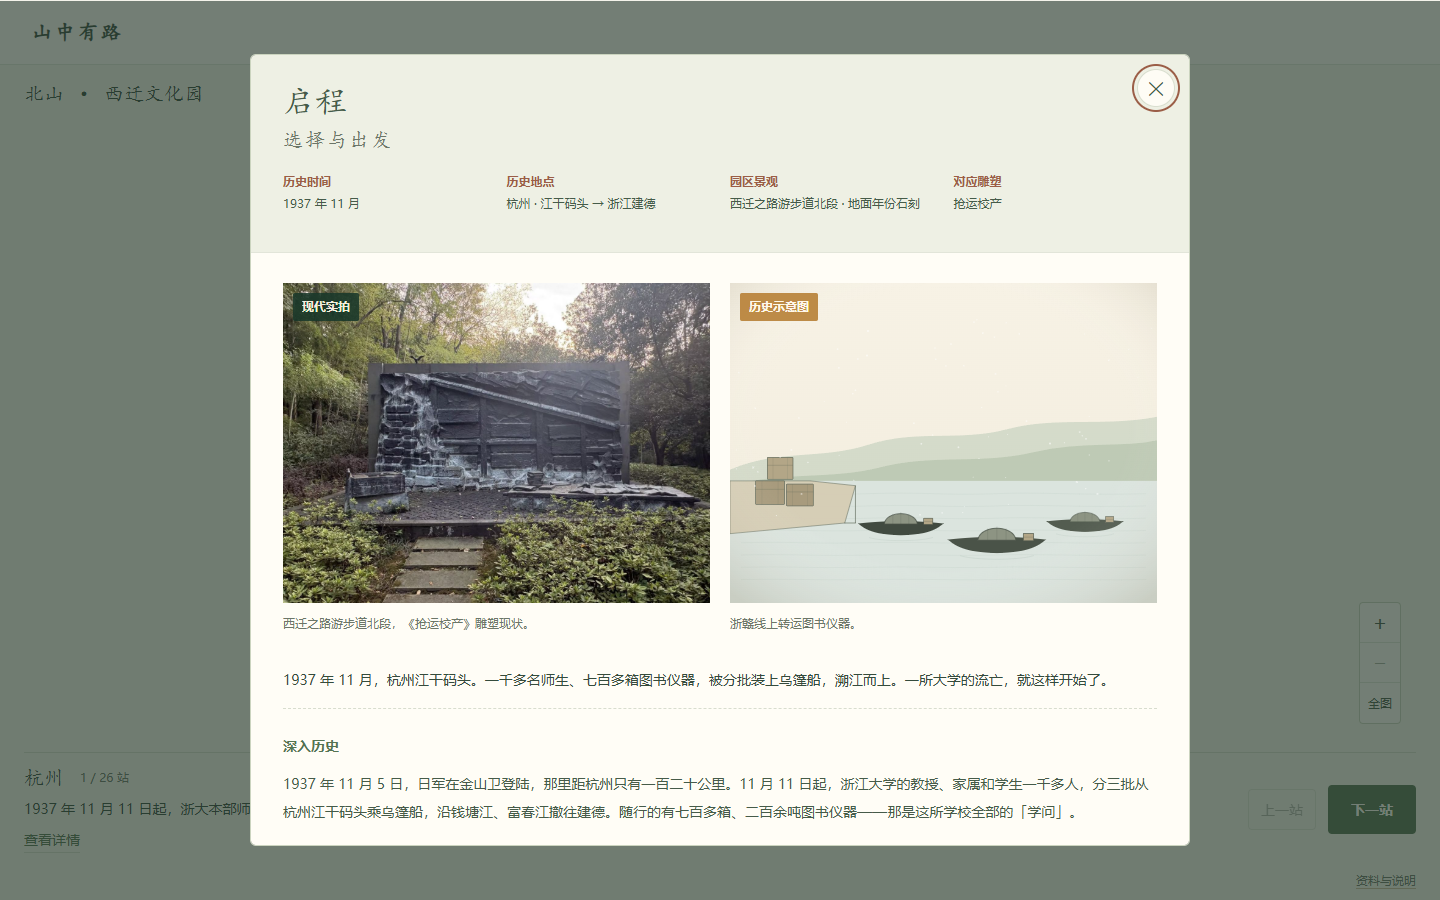 山中有路
北山 • 西迁文化园
启程
选择与出发
历史时间
1937 年 11 月
历史地点
杭州 · 江干码头 → 浙江建德
园区景观
西迁之路游步道北段 · 地面年份石刻
对应雕塑
抢运校产
现代实拍
历史示意图
西迁之路游步道北段，《抢运校产》雕塑现状。
浙赣线上转运图书仪器。
1937 年 11 月，杭州江干码头。一千多名师生、七百多箱图书仪器，被分批装上乌篷船，溯江而上。一所大学的流亡，就这样开始了。
深入历史
1937 年 11 月 5 日，日军在金山卫登陆，那里距杭州只有一百二十公里。11 月 11 日起，浙江大学的教授、家属和学生一千多人，分三批从
杭州江干码头乘乌篷船，沿钱塘江、富春江撤往建德。随行的有七百多箱、二百余吨图书仪器——那是这所学校全部的「学问」。
+
−
全图
杭州 1 / 26 站
1937 年 11 月 11 日起，浙大本部师
查看详情
上一站
下一站
资料与说明